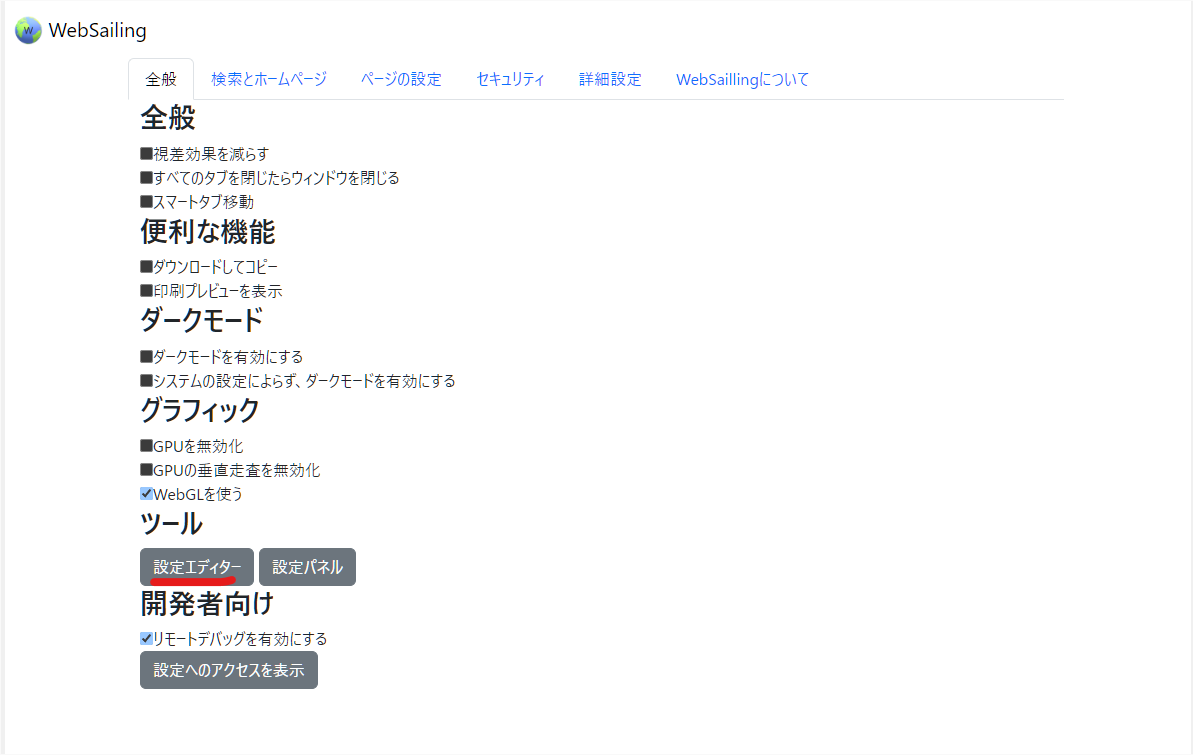 WebSailing
全般 検索とホームページ ページの設定 セキュリティ 詳細設定 WebSaillingについて
全般
視差効果を減らす
すべてのタブを閉じたらウィンドウを閉じる
スマートタブ移動
便利な機能
ダウンロードしてコピー
印刷プレビューを表示
ダークモード
ダークモードを有効にする
システムの設定によらず、ダークモードを有効にする
グラフィック
GPUを無効化
GPUの垂直走査を無効化
WebGLを使う
ツール
設定エディター 設定パネル
開発者向け
リモートデバッグを有効にする
設定へのアクセスを表示